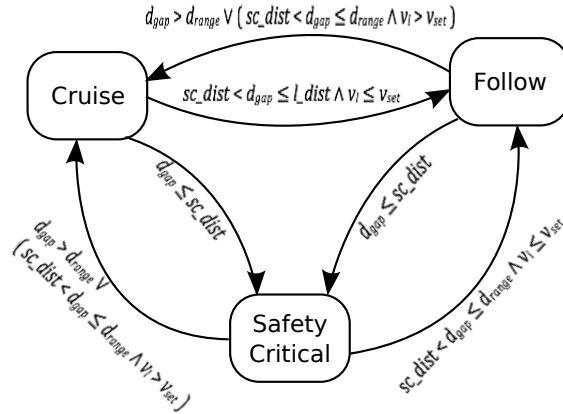 d_gap > d_range ∨ ( sc_dist < d_gap ≤ d_range ∧ v_l > v_set )
Cruise
Follow
sc_dist < d_gap ≤ l_dist ∧ v_l ≤ v_set
d_gap ≤ sc_dist
d_gap ≤ sc_dist
d_gap > d_range ∨
( sc_dist < d_gap ≤ d_range ∧ v_l > v_set )
sc_dist < d_gap ≤ d_range ∧ v_l ≤ v_set
Safety
Critical